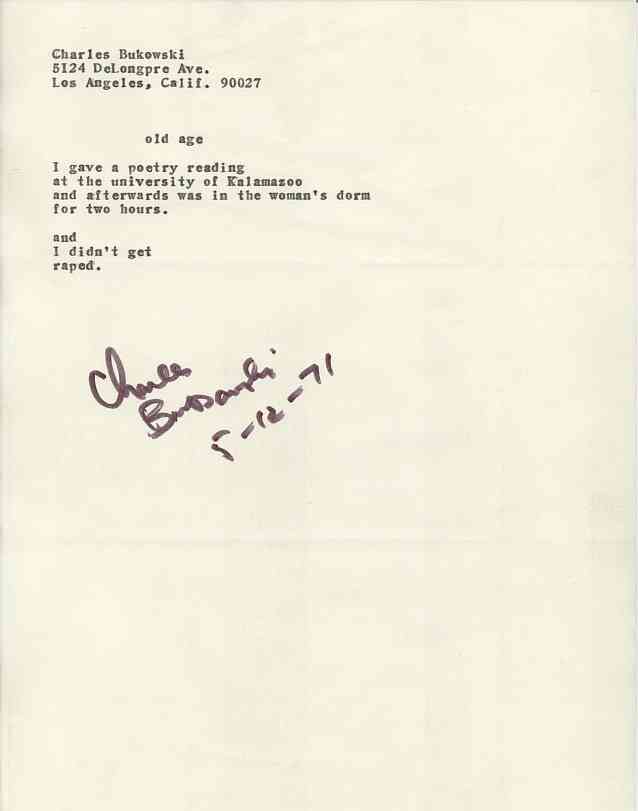 Charles Bukowski
5124 DeLongpre Ave.
Los Angeles, Calif. 90027
old age
I gave a poetry reading
at the university of Kalamazoo
and afterwards was in the woman's dorm
for two hours.
and
I didn't get
raped.
Charles
Bukowski
5-12-71